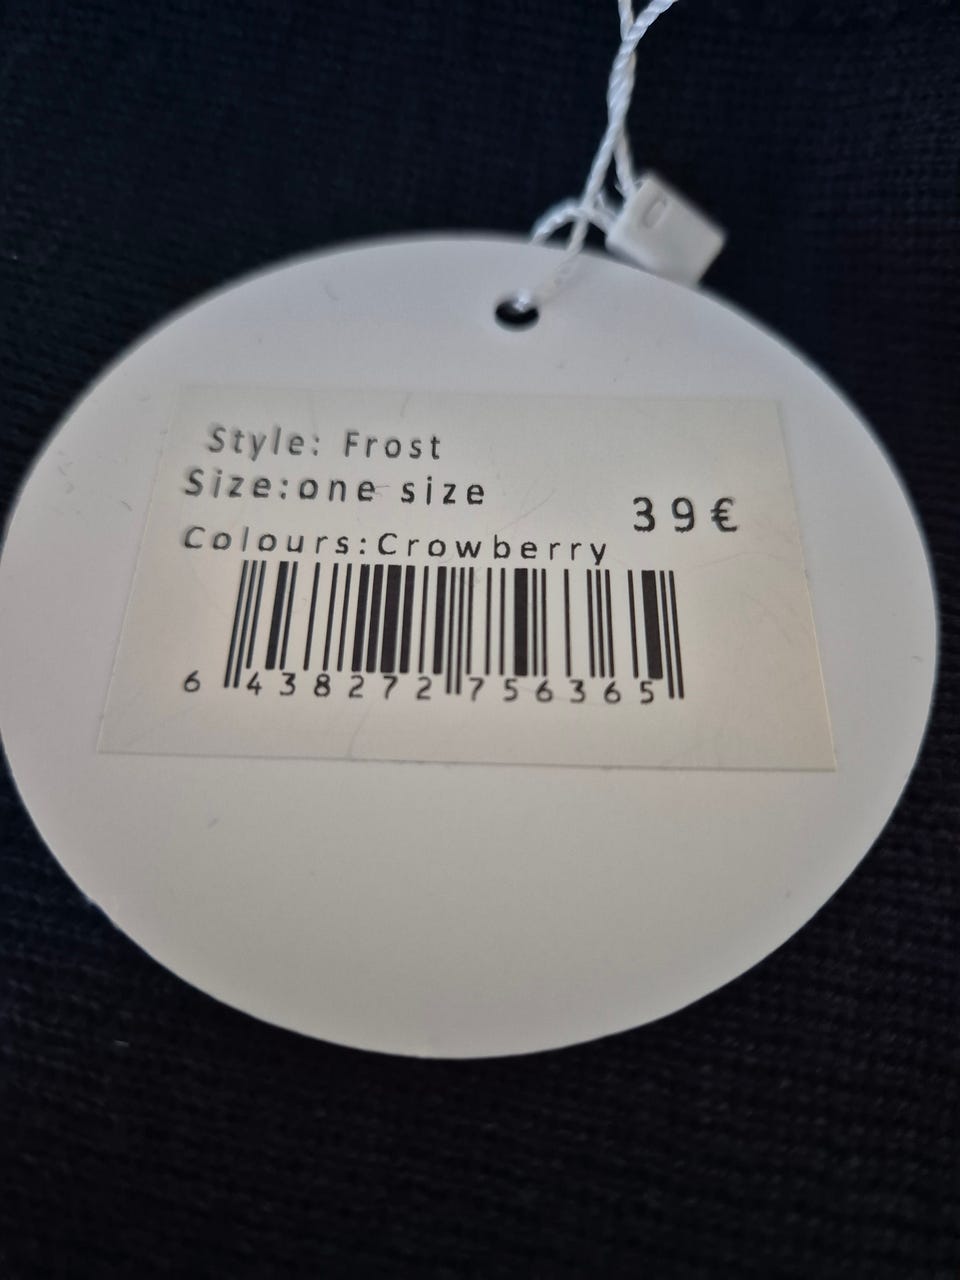 Style: Frost
Size:one size
39€
Colours:Crowberry
6 438272 756365